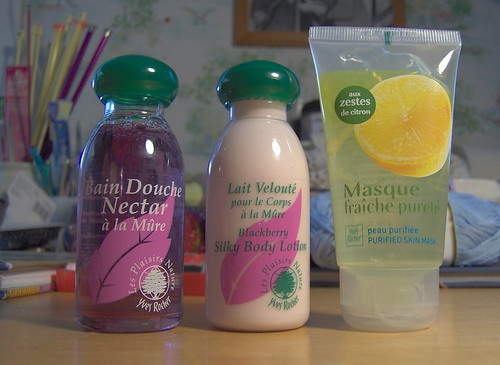 Bain Douche
Nectar
à la Mûre
Les Plaisirs Nature
Yves Rocher
Lait Velouté
pour le Corps
à la Mûre
Blackberry
Silky Body Lotion
Les Plaisirs Nature
Yves Rocher
aux
zestes
de citron
Masque
fraîche pureté
Yves Rocher
peau purifiée
PURIFIED SKIN MASK